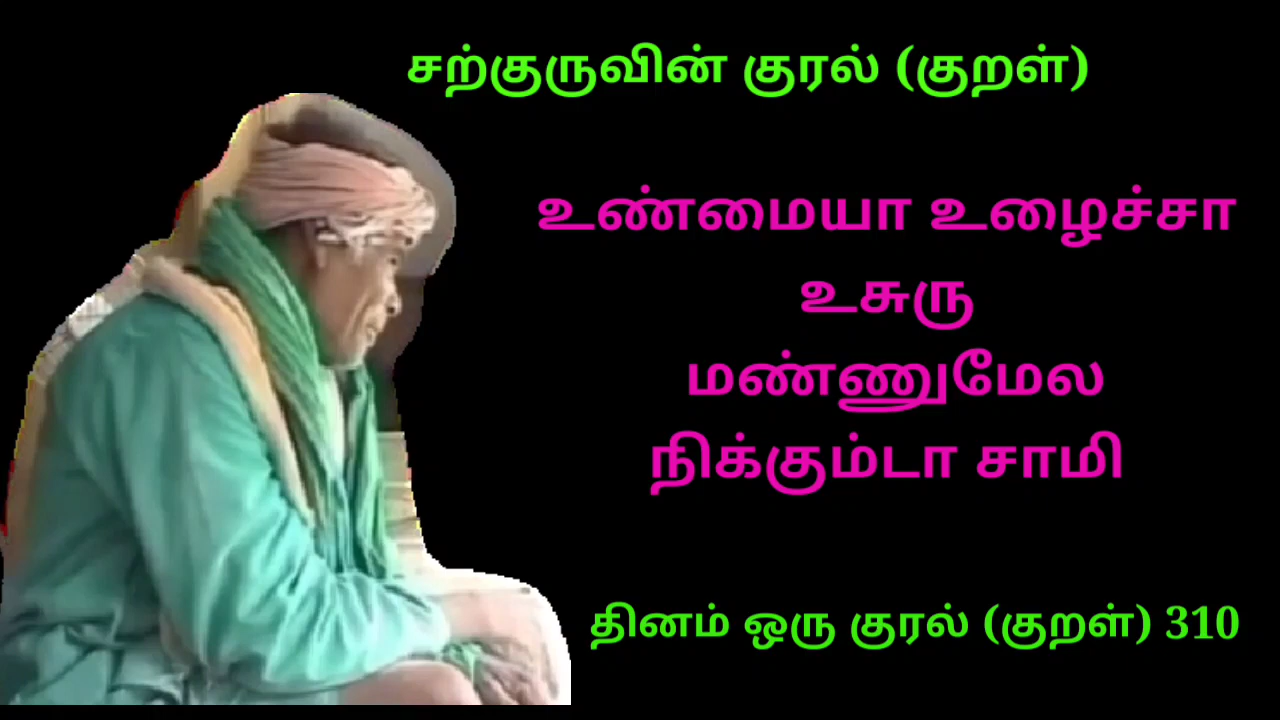 சற்குருவின் குரல் (குறள்)
உண்மையா உழைச்சா
உசுரு
மண்ணுமேல
நிக்கும்டா சாமி
தினம் ஒரு குரல் (குறள்) 310